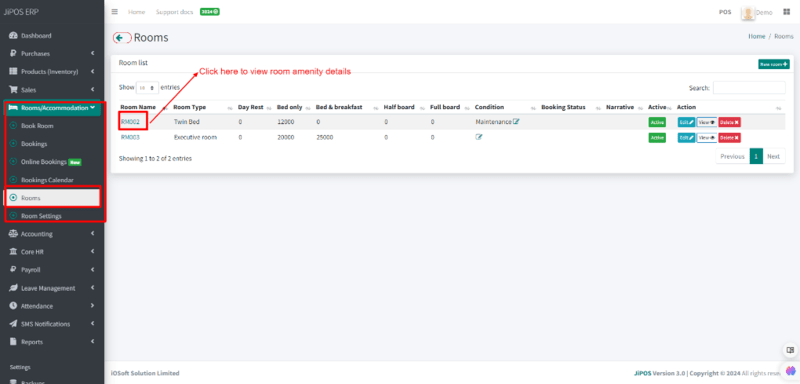 JiPOS ERP
Home
Support docs
2024
POS
Demo
Dashboard
Purchases
Products (Inventory)
Sales
Rooms/Accommodation
Book Room
Bookings
Online Bookings New
Bookings Calendar
Rooms
Room Settings
Accounting
Core HR
Payroll
Leave Management
Attendance
SMS Notifications
Reports
Settings
Rooms
Home / Rooms
Room list
New room
Click here to view room amenity details
Show 10 entries
Search:
Room Name Room Type Day Rest Bed only Bed & breakfast Half board Full board Condition Booking Status Narrative Active Action
RM002 Twin Bed 0 12000 0 0 0 Maintenance Active Edit View Delete
RM003 Executive room 0 20000 25000 Active Edit View Delete
Showing 1 to 2 of 2 entries
Previous 1 Next
iOSoft Solution Limited
JiPOS Version 3.0 | Copyright © 2024 All rights